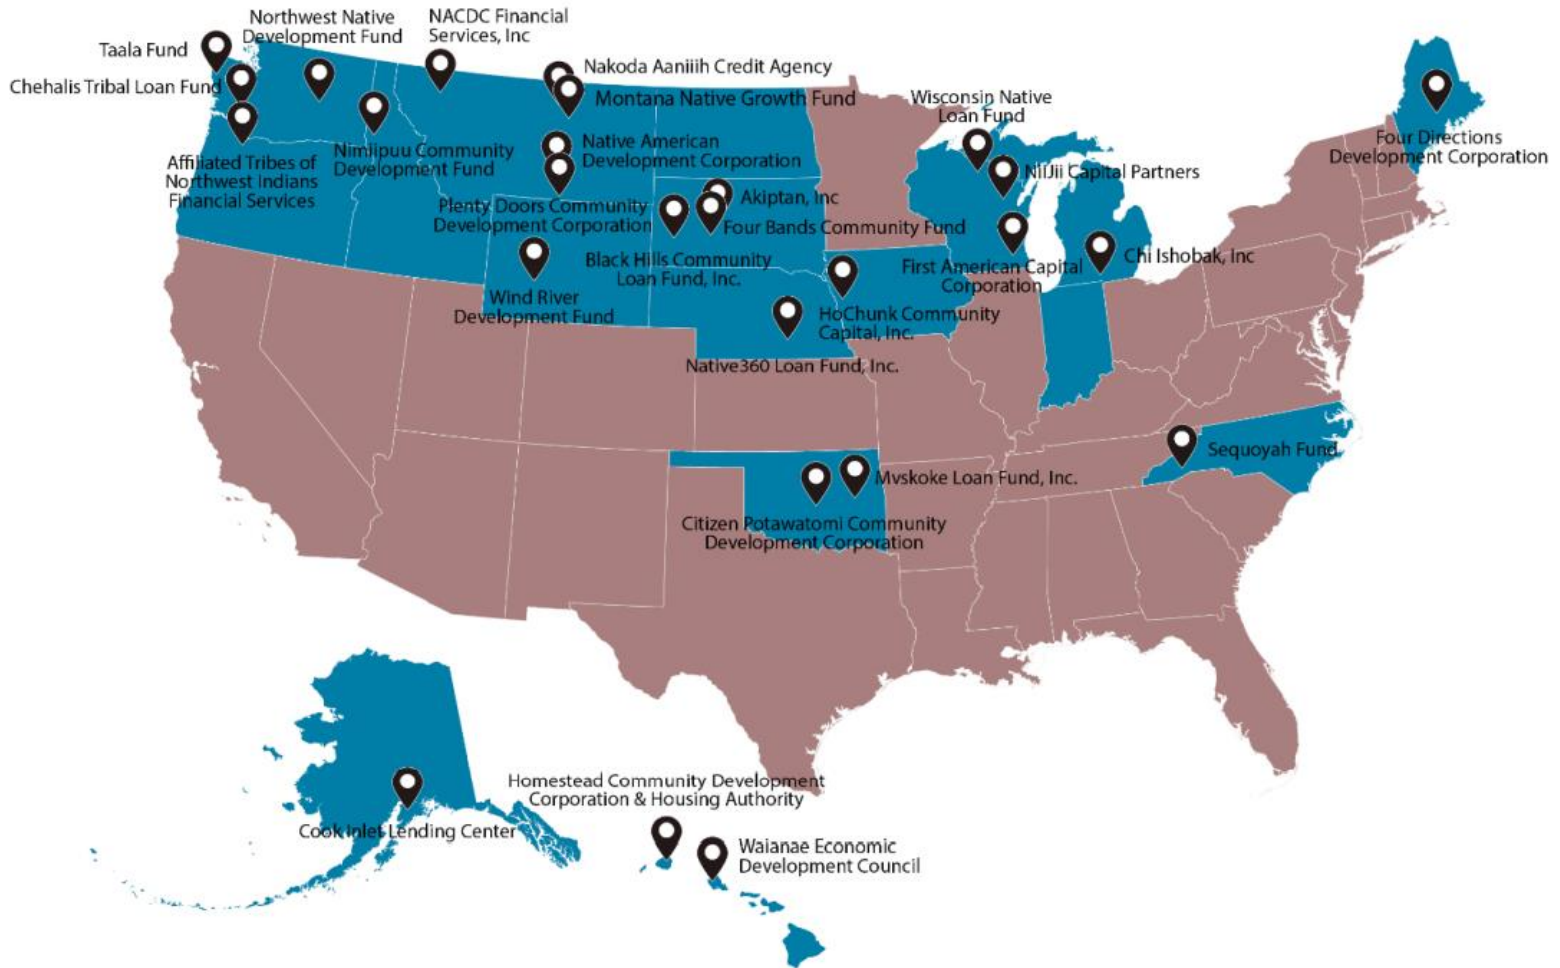 Northwest Native
Development Fund
NACDC Financial
Services, Inc
Taala Fund
Chehalis Tribal Loan Fund
Nakoda Aaniiih Credit Agency
Montana Native Growth Fund
Wisconsin Native
Loan Fund
Four Directions
Development Corporation
Affiliated Tribes of
Northwest Indians
Financial Services
Nimiipuu Community
Development Fund
Native American
Development Corporation
NiiJii Capital Partners
Plenty Doors Community
Development Corporation
Akiptan, Inc
Four Bands Community Fund
Black Hills Community
Loan Fund, Inc.
First American Capital
Corporation
Chi Ishobak, Inc
Wind River
Development Fund
HoChunk Community
Capital, Inc.
Native360 Loan Fund, Inc.
Sequoyah Fund
Mvskoke Loan Fund, Inc.
Citizen Potawatomi Community
Development Corporation
Homestead Community Development
Corporation & Housing Authority
Cook Inlet Lending Center
Waianae Economic
Development Council